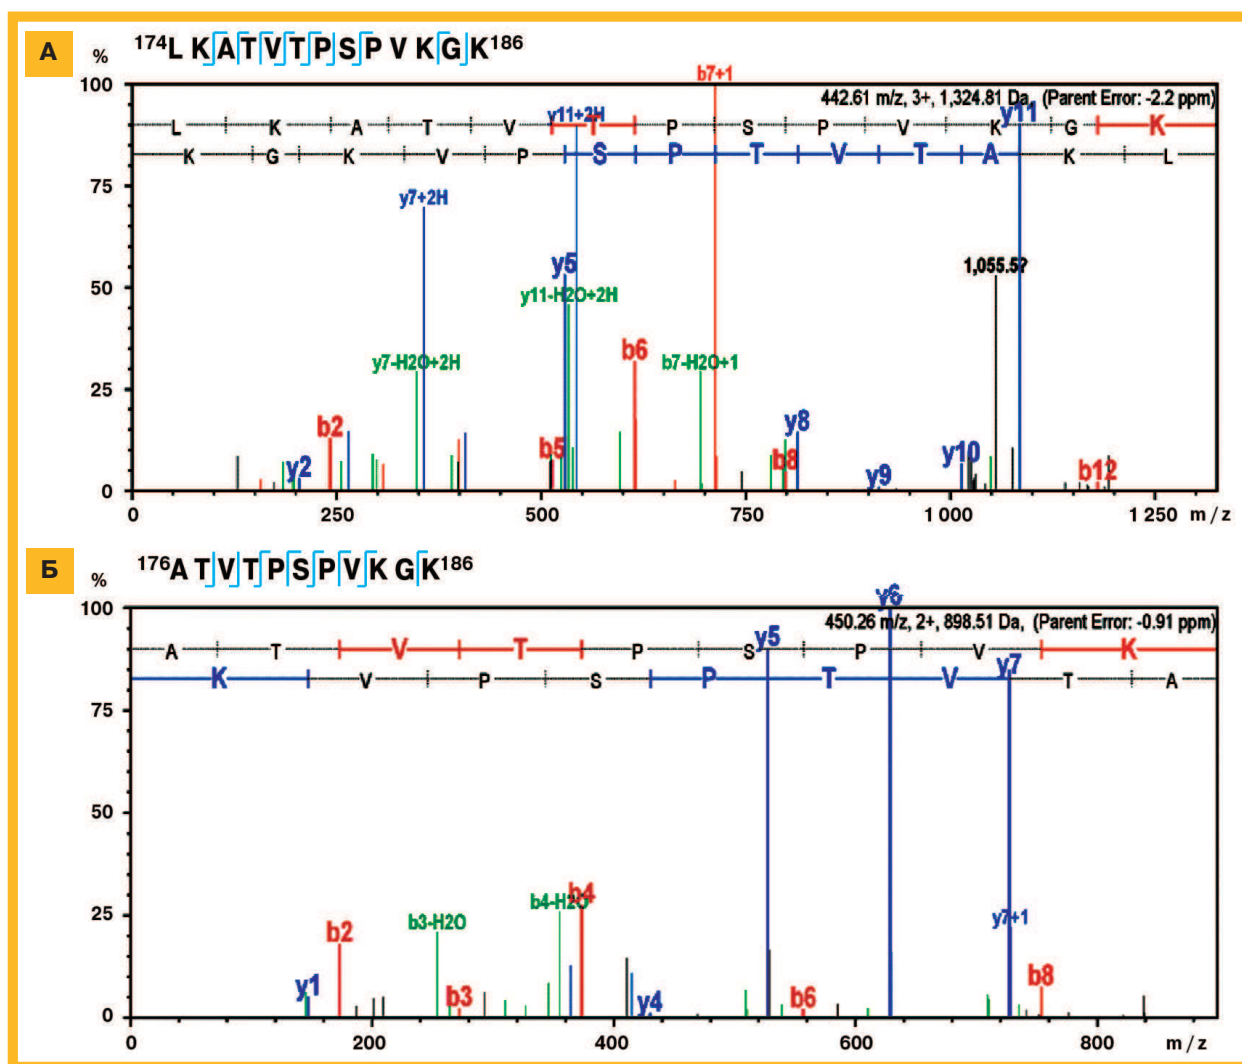 А
¹⁷⁴L KATVTPSPVKGK¹⁸⁶
%
b7+1
100
442.61 m/z, 3+, 1,324.81 Da, (Parent Error: -2.2 ppm)
y11+2H
y11
L K A T V T P S P V K G K
K G K V P S P T V T A K L
75
y7+2H
y5
1,055.5?
50
y11-H2O+2H
y7-H2O+2H
b6
b7-H2O+1
25
b2
y8
b5
y2
b8
y10
y9
b12
0
0 250 500 750 1 000 1 250 m / z
Б
¹⁷⁶A TVTPSPVK GK¹⁸⁶
%
y6
100
450.26 m/z, 2+, 898.51 Da, (Parent Error: -0.91 ppm)
y5
A T V T P S P V K
y7
K V P S P T V T A
75
50
25
b4-H2O
b4
b3-H2O
y7+1
b2
y1
b3
b8
y4
b6
0
0 200 400 600 800 m / z